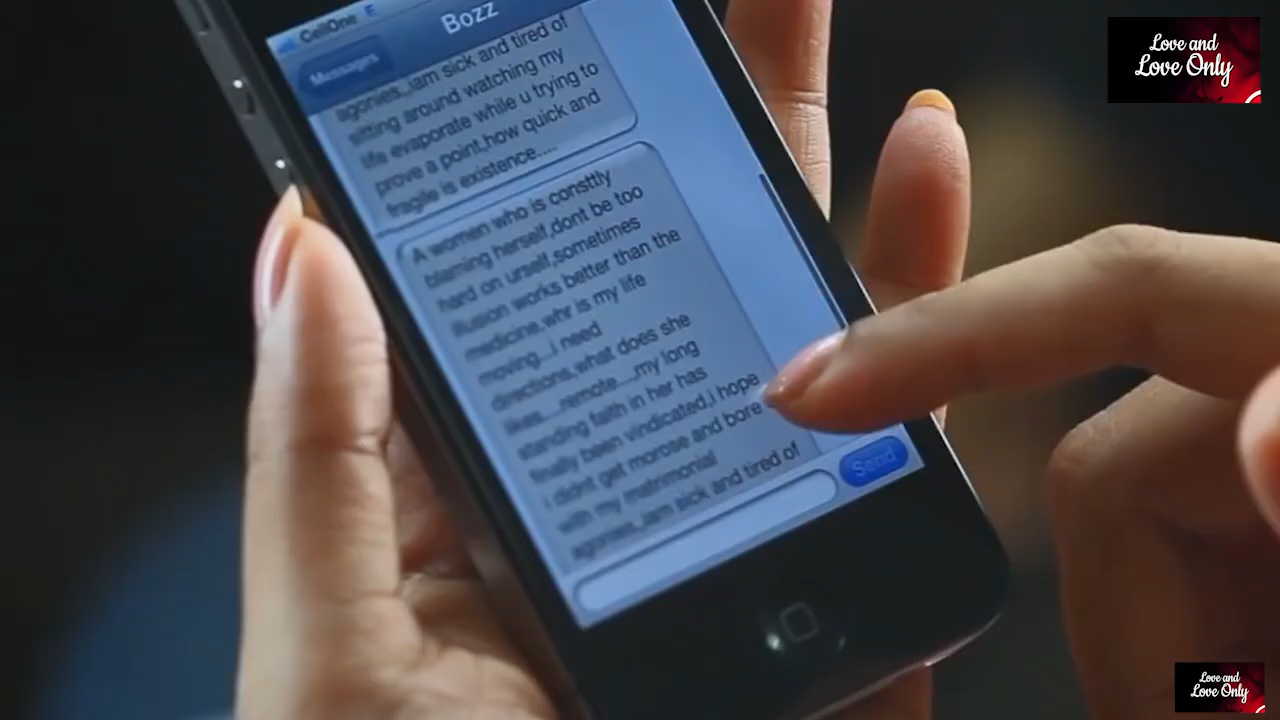 CellOne E
Messages
Bozz
agonies..iam sick and tired of
sitting around watching my
life evaporate while u trying to
prove a point,how quick and
fragile is existence....
A women who is consttly
blaming herself,dont be too
hard on urself,sometimes
illusion works better than the
medicine,whr is my life
moving...i need
directions,what does she
likes....remote....my long
standing faith in her has
finally been vindicated,i hope
i didnt get morose and bore
with my matrimonial
agonies..iam sick and tired of
Send
Love and
Love Only
Love and
Love Only